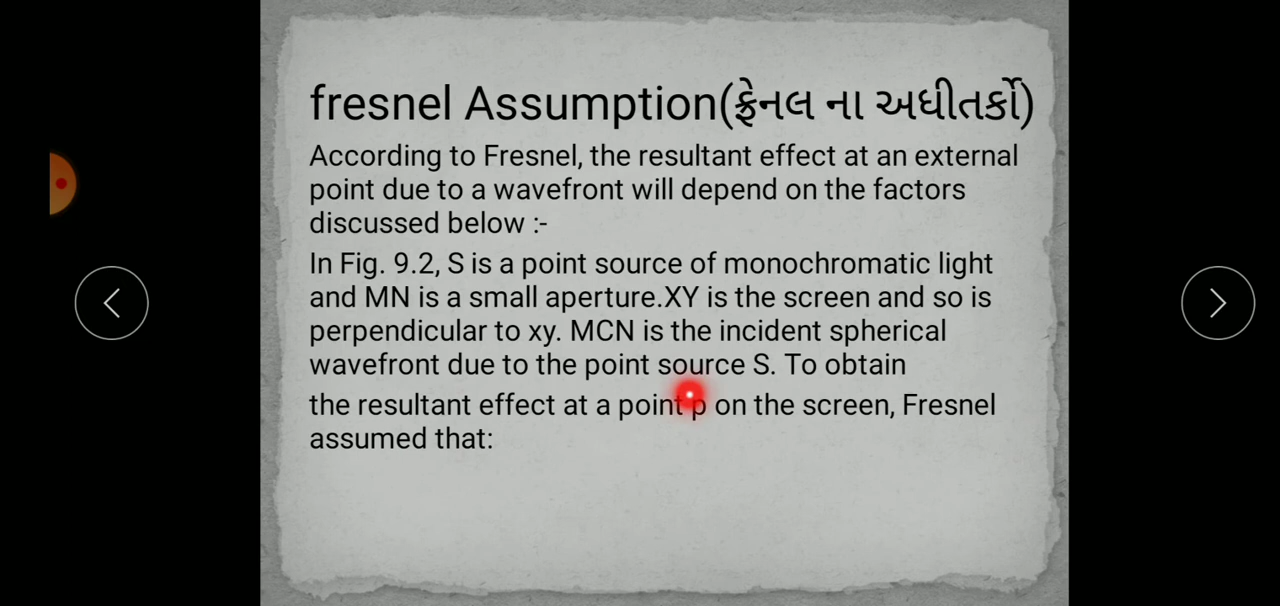 fresnel Assumption(ફ્રેનલ ના અધીતર્કો)
According to Fresnel, the resultant effect at an external
point due to a wavefront will depend on the factors
discussed below :-
In Fig. 9.2, S is a point source of monochromatic light
and MN is a small aperture.XY is the screen and so is
perpendicular to xy. MCN is the incident spherical
wavefront due to the point source S. To obtain
the resultant effect at a point p on the screen, Fresnel
assumed that: